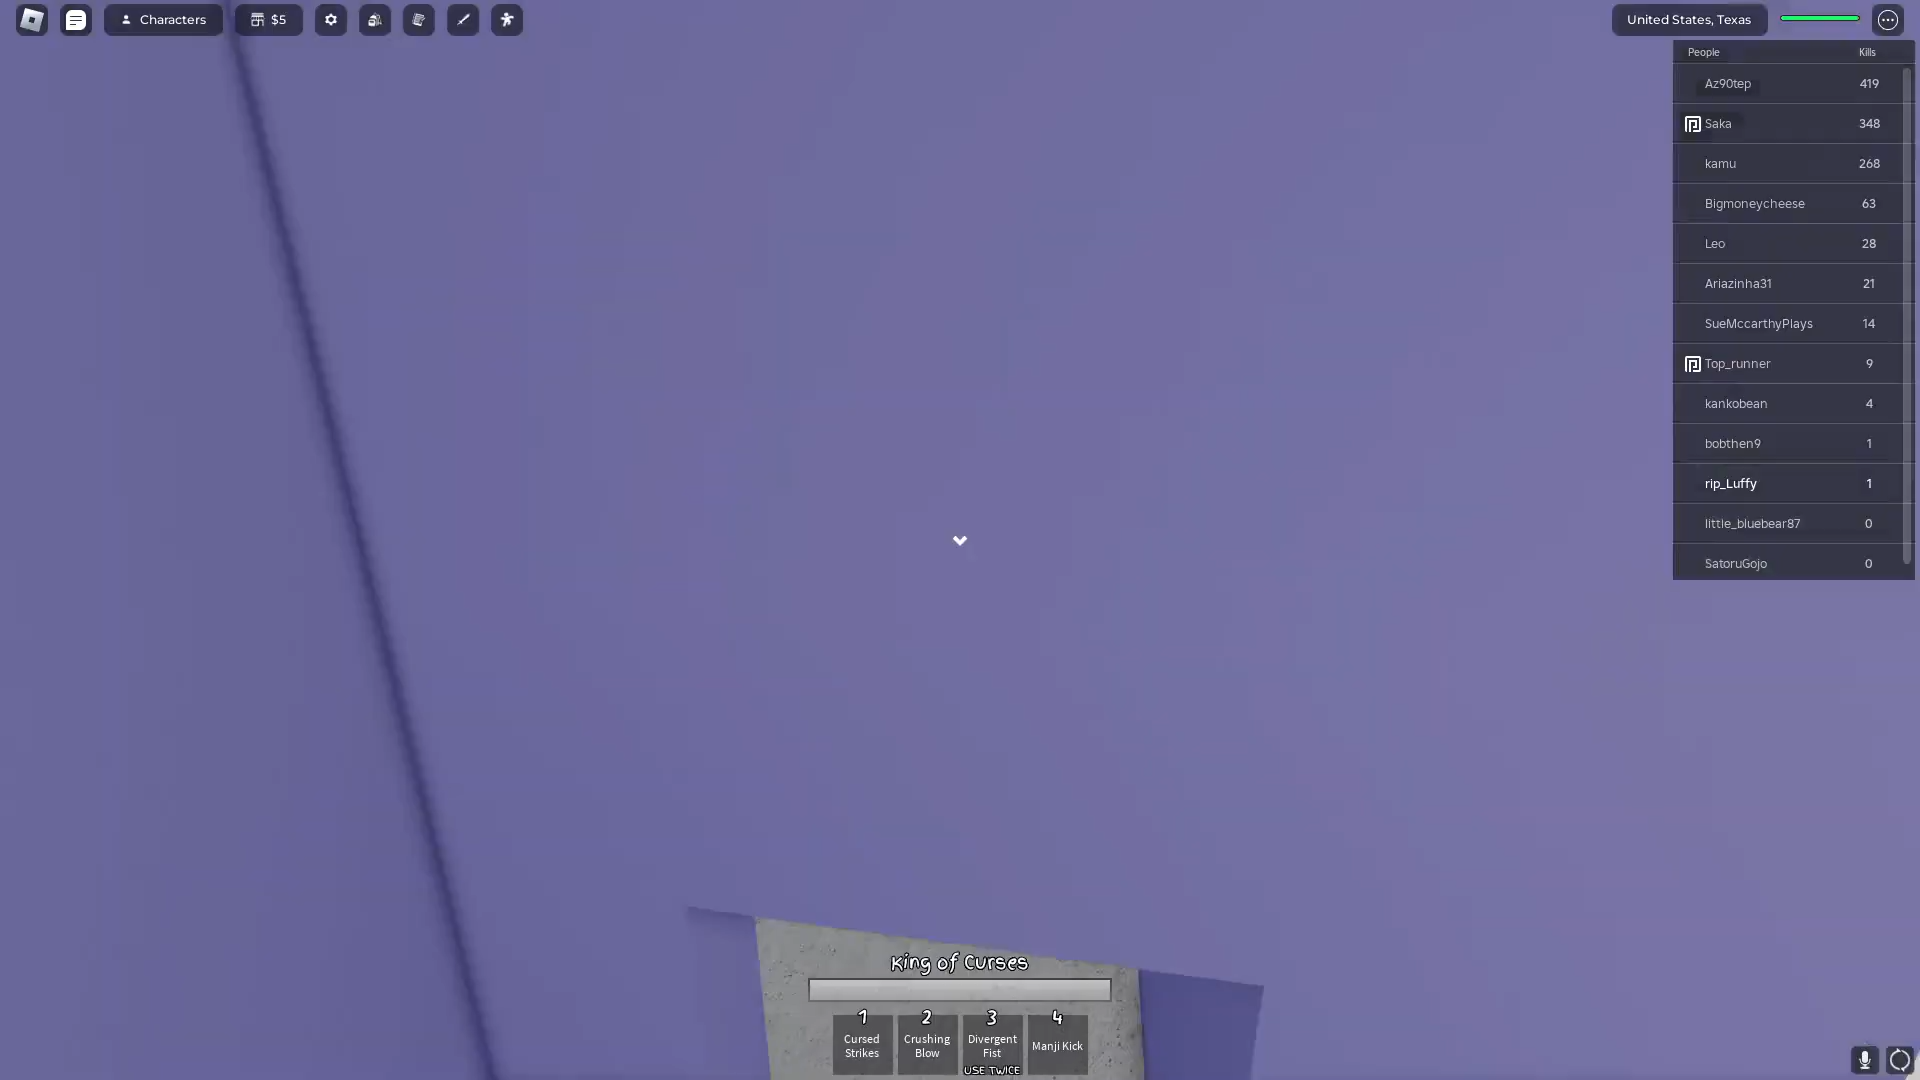 Characters
$5
United States, Texas
People Kills
Az90tep 419
Saka 348
kamu 268
Bigmoneycheese 63
Leo 28
Ariazinha31 21
SueMccarthyPlays 14
Top_runner 9
kankobean 4
bobthen9 1
rip_Luffy 1
little_bluebear87 0
SatoruGojo 0
King of Curses
1 2 3 4
Cursed Strikes
Crushing Blow
Divergent Fist
Manji Kick
USE TWICE